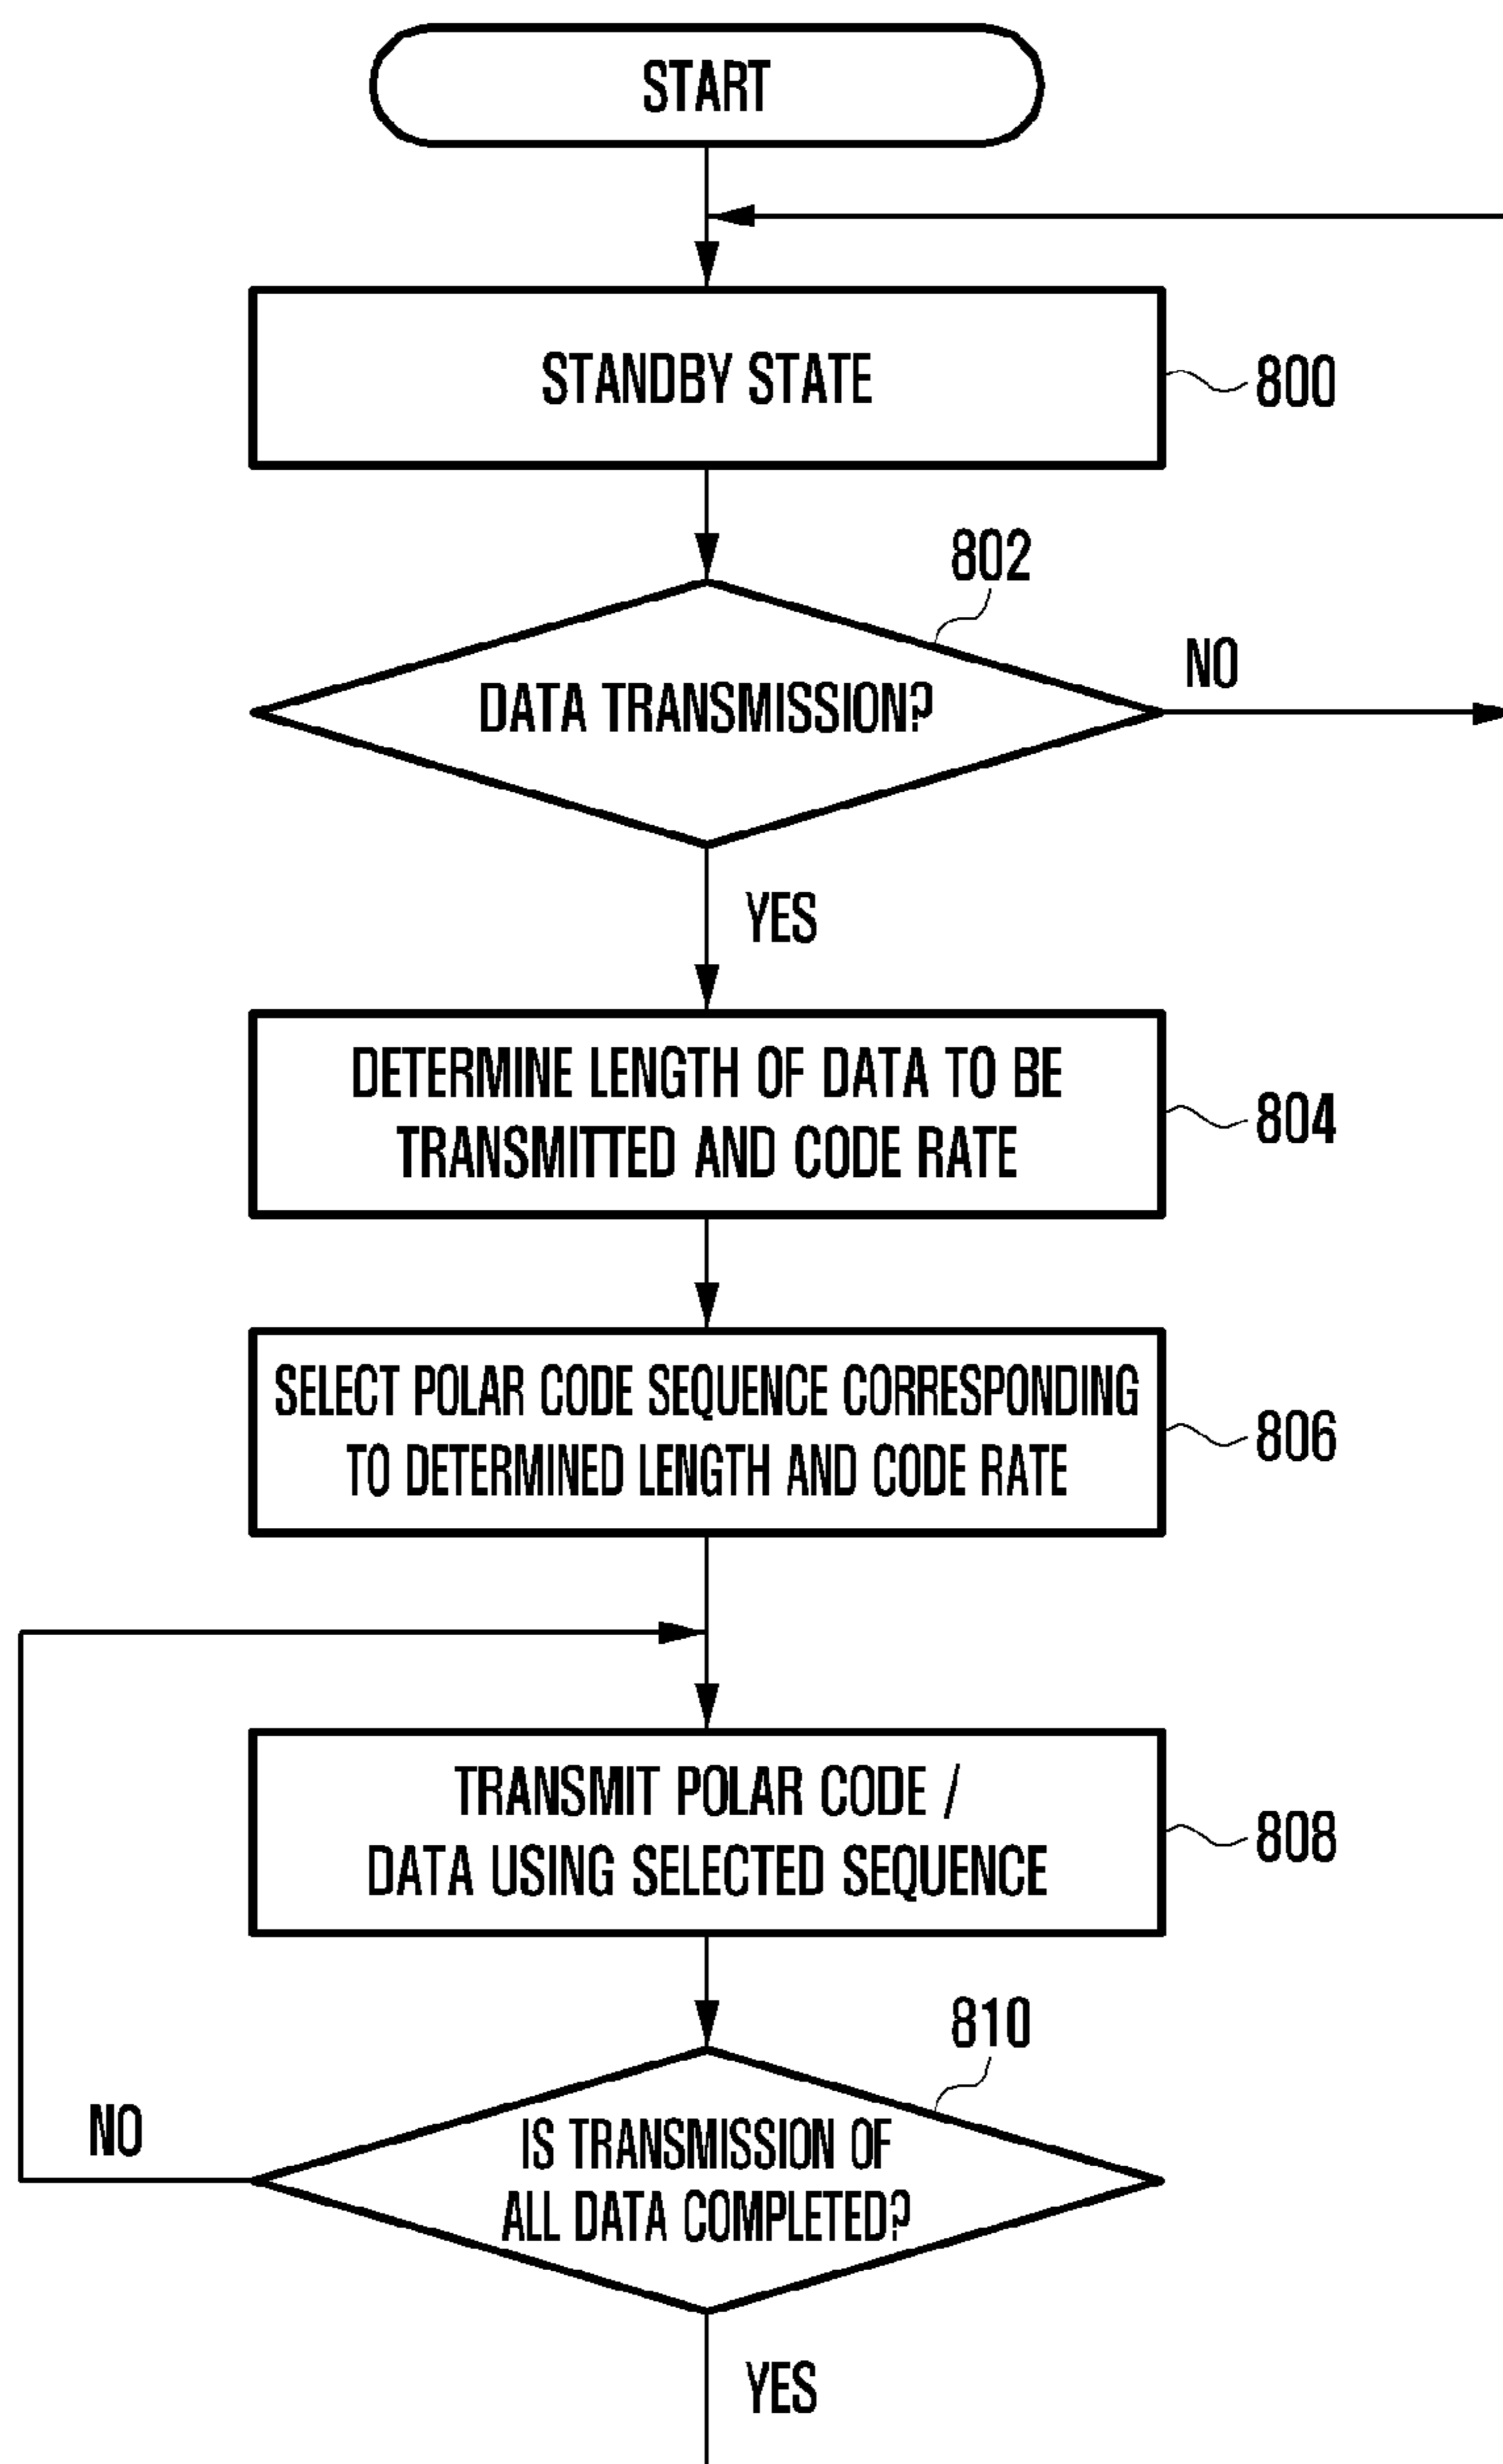 START
STANDBY STATE
800
802
DATA TRANSMISSION?
NO
YES
DETERMINE LENGTH OF DATA TO BE
TRANSMITTED AND CODE RATE
804
SELECT POLAR CODE SEQUENCE CORRESPONDING
TO DETERMINED LENGTH AND CODE RATE
806
TRANSMIT POLAR CODE /
DATA USING SELECTED SEQUENCE
808
810
IS TRANSMISSION OF
ALL DATA COMPLETED?
NO
YES